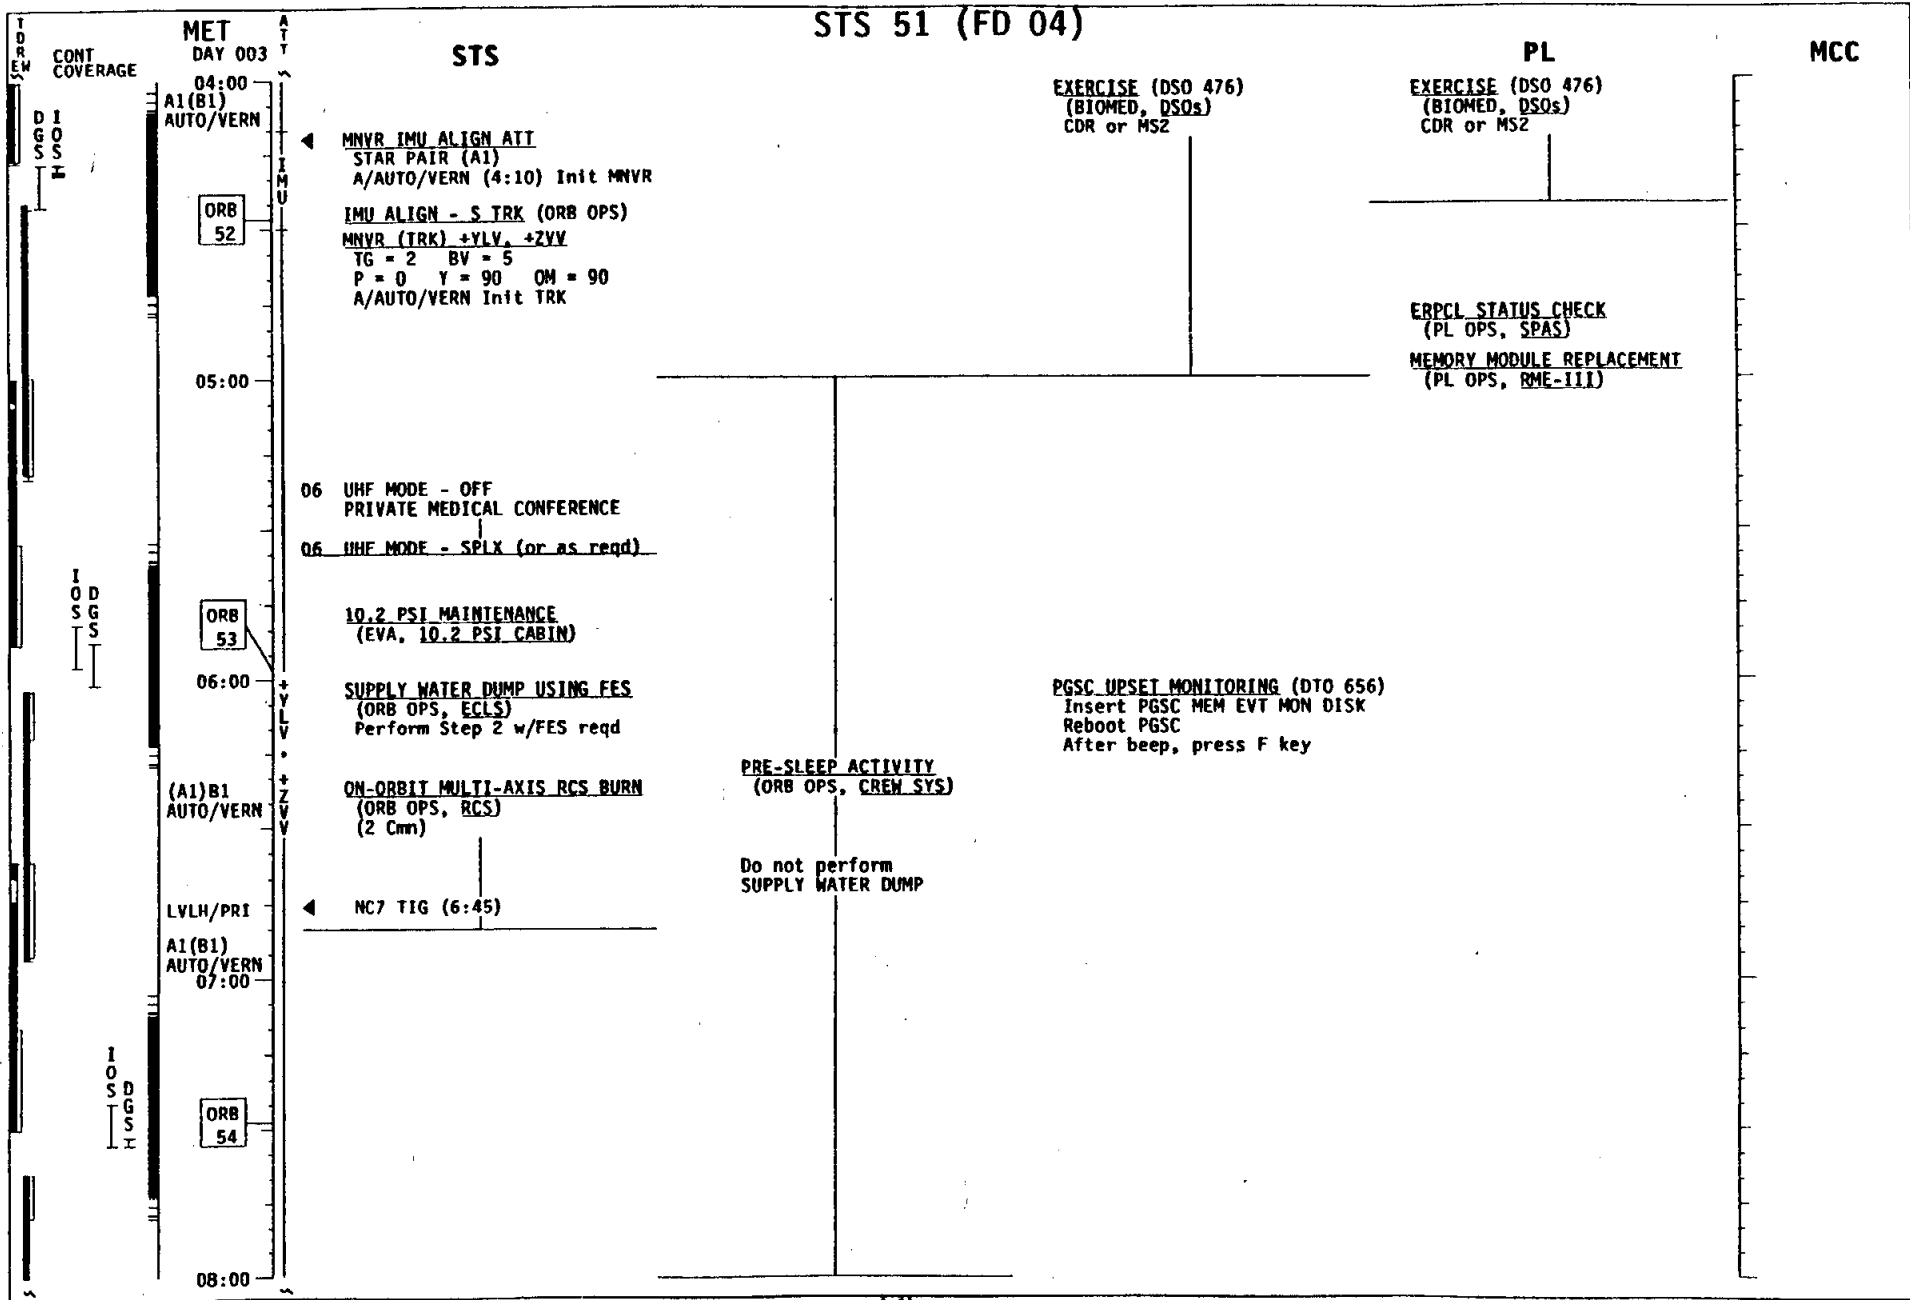 STS 51 (FD 04)
TDRS
E W
CONT
COVERAGE
MET
DAY 003
ATT
STS
PL
MCC
04:00
A1(B1)
AUTO/VERN
DGS
IOS
IMU
MNVR IMU ALIGN ATT
STAR PAIR (A1)
A/AUTO/VERN (4:10) Init MNVR
ORB
52
IMU ALIGN - S TRK (ORB OPS)
MNVR (TRK) +YLV, +ZVV
TG = 2 BV = 5
P = 0 Y = 90 OM = 90
A/AUTO/VERN Init TRK
EXERCISE (DSO 476)
(BIOMED, DSOs)
CDR or MS2
EXERCISE (DSO 476)
(BIOMED, DSOs)
CDR or MS2
ERPCL STATUS CHECK
(PL OPS, SPAS)
MEMORY MODULE REPLACEMENT
(PL OPS, RME-III)
05:00
06 UHF MODE - OFF
PRIVATE MEDICAL CONFERENCE
06 UHF MODE - SPLX (or as reqd)
IOS
DGS
ORB
53
10.2 PSI MAINTENANCE
(EVA, 10.2 PSI CABIN)
06:00
+YLV, +ZVV
SUPPLY WATER DUMP USING FES
(ORB OPS, ECLS)
Perform Step 2 w/FES reqd
PGSC UPSET MONITORING (DTO 656)
Insert PGSC MEM EVT MON DISK
Reboot PGSC
After beep, press F key
PRE-SLEEP ACTIVITY
(ORB OPS, CREW SYS)
(A1)B1
AUTO/VERN
ON-ORBIT MULTI-AXIS RCS BURN
(ORB OPS, RCS)
(2 Cmn)
Do not perform
SUPPLY WATER DUMP
LVLH/PRI
NC7 TIG (6:45)
A1(B1)
AUTO/VERN
07:00
IOS
DGS
ORB
54
08:00